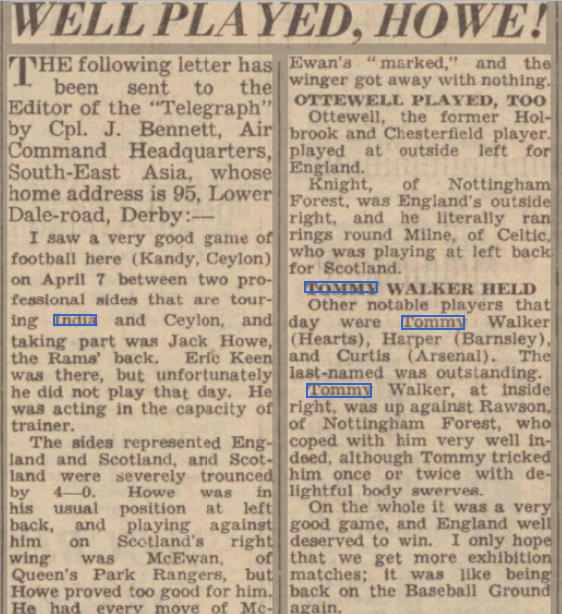 WELL PLAYED, HOWE!
THE following letter has
been sent to the
Editor of the "Telegraph"
by Cpl. J. Bennett, Air
Command Headquarters,
South-East Asia, whose
home address is 95, Lower
Dale-road, Derby:—
I saw a very good game of
football here (Kandy, Ceylon)
on April 7 between two pro-
fessional sides that are tour-
ing India and Ceylon, and
taking part was Jack Howe,
the Rams' back. Eric Keen
was there, but unfortunately
he did not play that day. He
was acting in the capacity of
trainer.
The sides represented Eng-
land and Scotland, and Scot-
land were severely trounced
by 4—0. Howe was in
his usual position at left
back, and playing against
him on Scotland's right
wing was McEwan, of
Queen's Park Rangers, but
Howe proved too good for him.
He had every move of Mc-
Ewan's "marked," and the
winger got away with nothing.
OTTEWELL PLAYED, TOO
Ottewell, the former Hol-
brook and Chesterfield player,
played at outside left for
England.
Knight, of Nottingham
Forest, was England's outside
right, and he literally ran
rings round Milne, of Celtic,
who was playing at left back
for Scotland.
TOMMY WALKER HELD
Other notable players that
day were Tommy Walker
(Hearts), Harper (Barnsley),
and Curtis (Arsenal). The
last-named was outstanding.
Tommy Walker, at inside
right, was up against Rawson,
of Nottingham Forest, who
coped with him very well in-
deed, although Tommy tricked
him once or twice with de-
lightful body swerves.
On the whole it was a very
good game, and England well
deserved to win. I only hope
that we get more exhibition
matches; it was like being
back on the Baseball Ground
again.